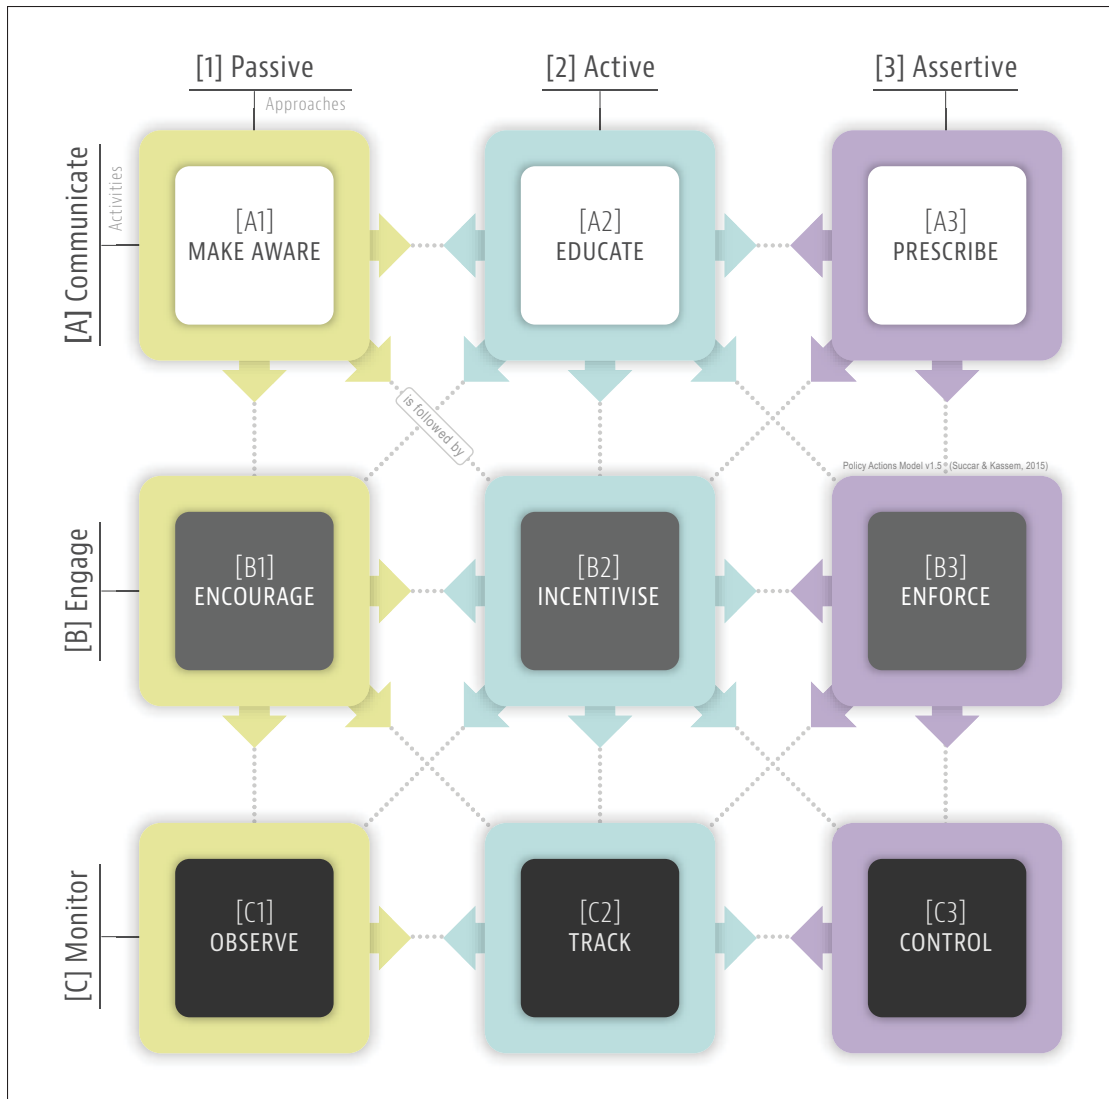 [1] Passive
[2] Active
[3] Assertive
Approaches
[A] Communicate
Activities
[A1]
MAKE AWARE
[A2]
EDUCATE
[A3]
PRESCRIBE
is followed by
Policy Actions Model v1.5 (Succar & Kassem, 2015)
[B] Engage
[B1]
ENCOURAGE
[B2]
INCENTIVISE
[B3]
ENFORCE
[C] Monitor
[C1]
OBSERVE
[C2]
TRACK
[C3]
CONTROL